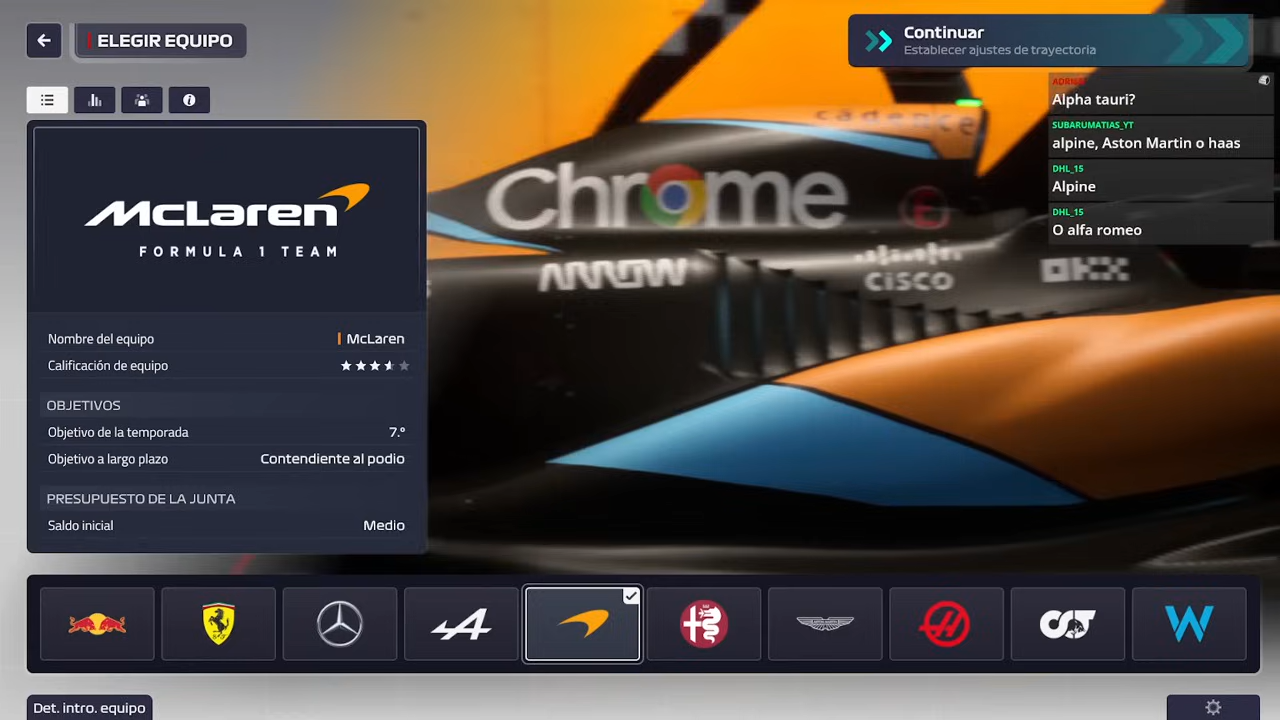 ELEGIR EQUIPO
Continuar
Establecer ajustes de trayectoria
Alpha tauri?
SUBARUMATIAS_YT
alpine, Aston Martin o haas
DHL_15
Alpine
DHL_15
O alfa romeo
cadence
Chrome
ARROW
CISCO
OKX
McLaren
FORMULA 1 TEAM
Nombre del equipo McLaren
Calificación de equipo
OBJETIVOS
Objetivo de la temporada 7.º
Objetivo a largo plazo Contendiente al podio
PRESUPUESTO DE LA JUNTA
Saldo inicial Medio
Det. intro. equipo